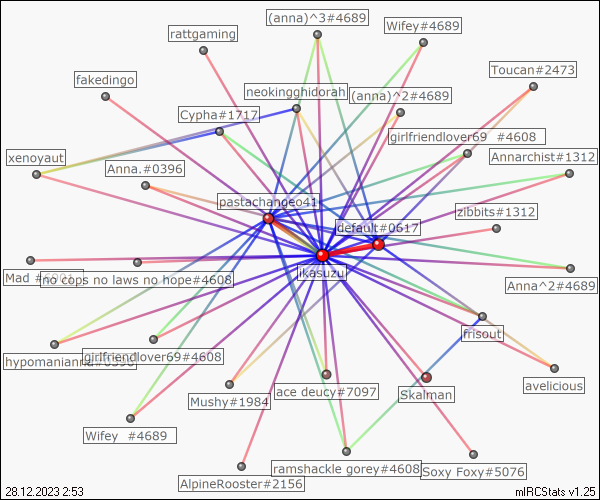 (anna)^3#4689
Wifey#4689
rattgaming
Toucan#2473
fakedingo
neokingghidorah
(anna)^2#4689
Cypha#1717
girlfriendlover69 #4608
xenoyaut
Annarchist#1312
Anna.#0396
pastachangeo41
zibbits#1312
default#0617
Mad
no cops no laws no hope#4608
iKasuzu
Anna^2#4689
frisout
hypomanianna#0396
girlfriendlover69#4608
avelicious
Mushy#1984
ace deucy#7097
Skalman
Wifey #4689
ramshackle gorey#4608
Soxy Foxy#5076
AlpineRooster#2156
28.12.2023 2:53
mIRCStats v1.25